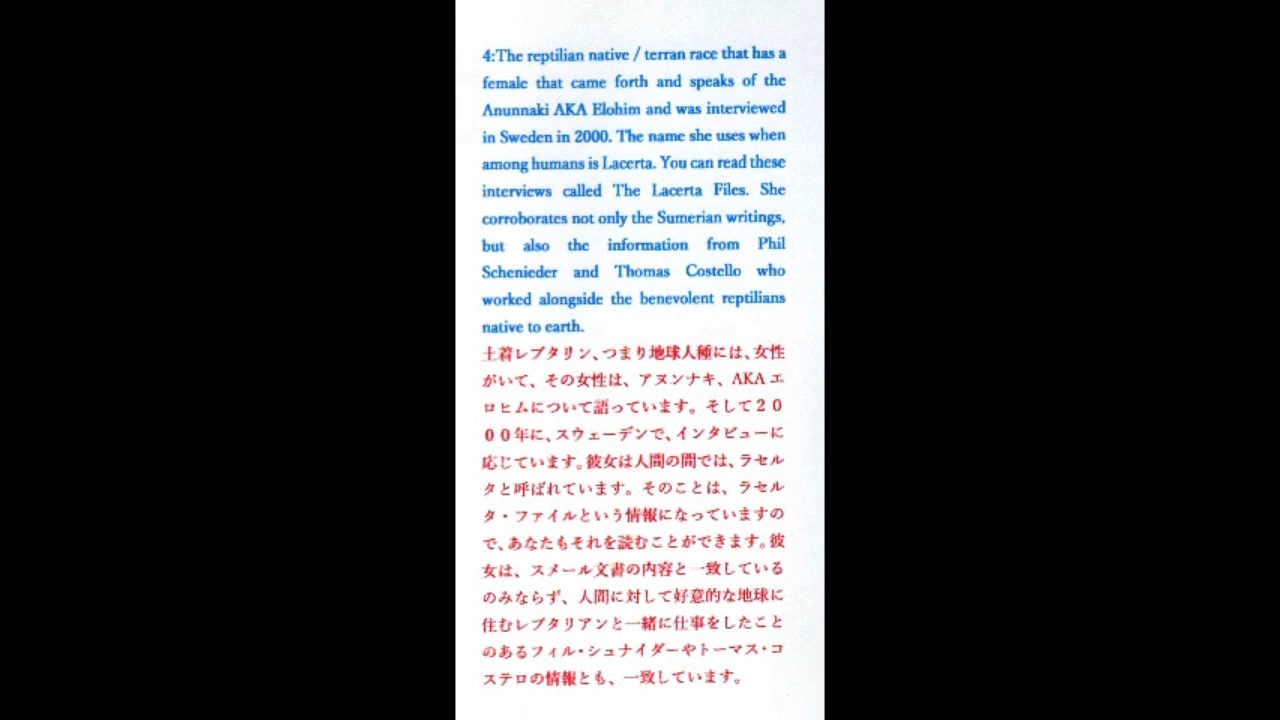 4:The reptilian native / terran race that has a
female that came forth and speaks of the
Anunnaki AKA Elohim and was interviewed
in Sweden in 2000. The name she uses when
among humans is Lacerta. You can read these
interviews called The Lacerta Files. She
corroborates not only the Sumerian writings,
but also the information from Phil
Schenieder and Thomas Costello who
worked alongside the benevolent reptilians
native to earth.
土着レプタリン、つまり地球人種には、女性
がいて、その女性は、アヌンナキ、AKA エ
ロヒムについて語っています。そして２０
００年に、スウェーデンで、インタビューに
応じています。彼女は人間の間では、ラセル
タと呼ばれています。そのことは、ラセル
タ・ファイルという情報になっていますの
で、あなたもそれを読むことができます。彼
女は、スメール文書の内容と一致している
のみならず、人間に対して好意的な地球に
住むレプタリアンと一緒に仕事をしたこと
のあるフィル・シュナイダーやトーマス・コ
ステロの情報とも、一致しています。